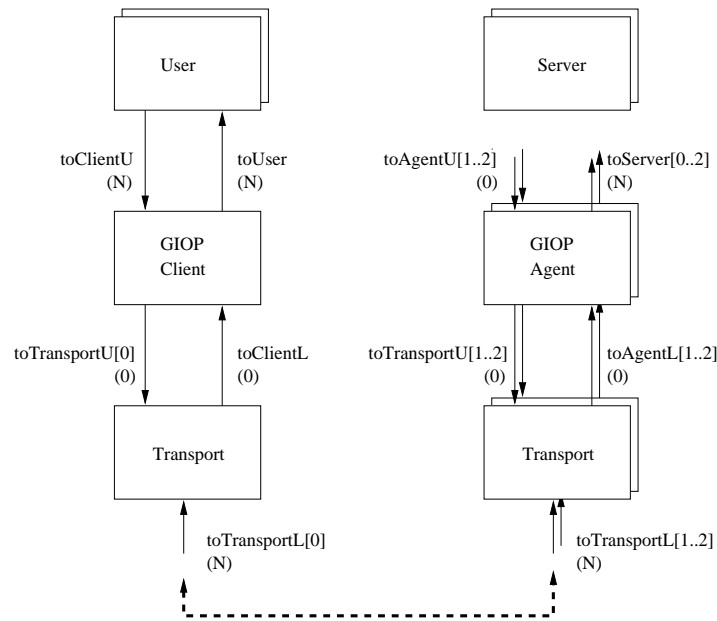 User
Server
toClientU
(N)
toUser
(N)
toAgentU[1..2]
(0)
toServer[0..2]
(N)
GIOP
Client
GIOP
Agent
toTransportU[0]
(0)
toClientL
(0)
toTransportU[1..2]
(0)
toAgentL[1..2]
(0)
Transport
Transport
toTransportL[0]
(N)
toTransportL[1..2]
(N)